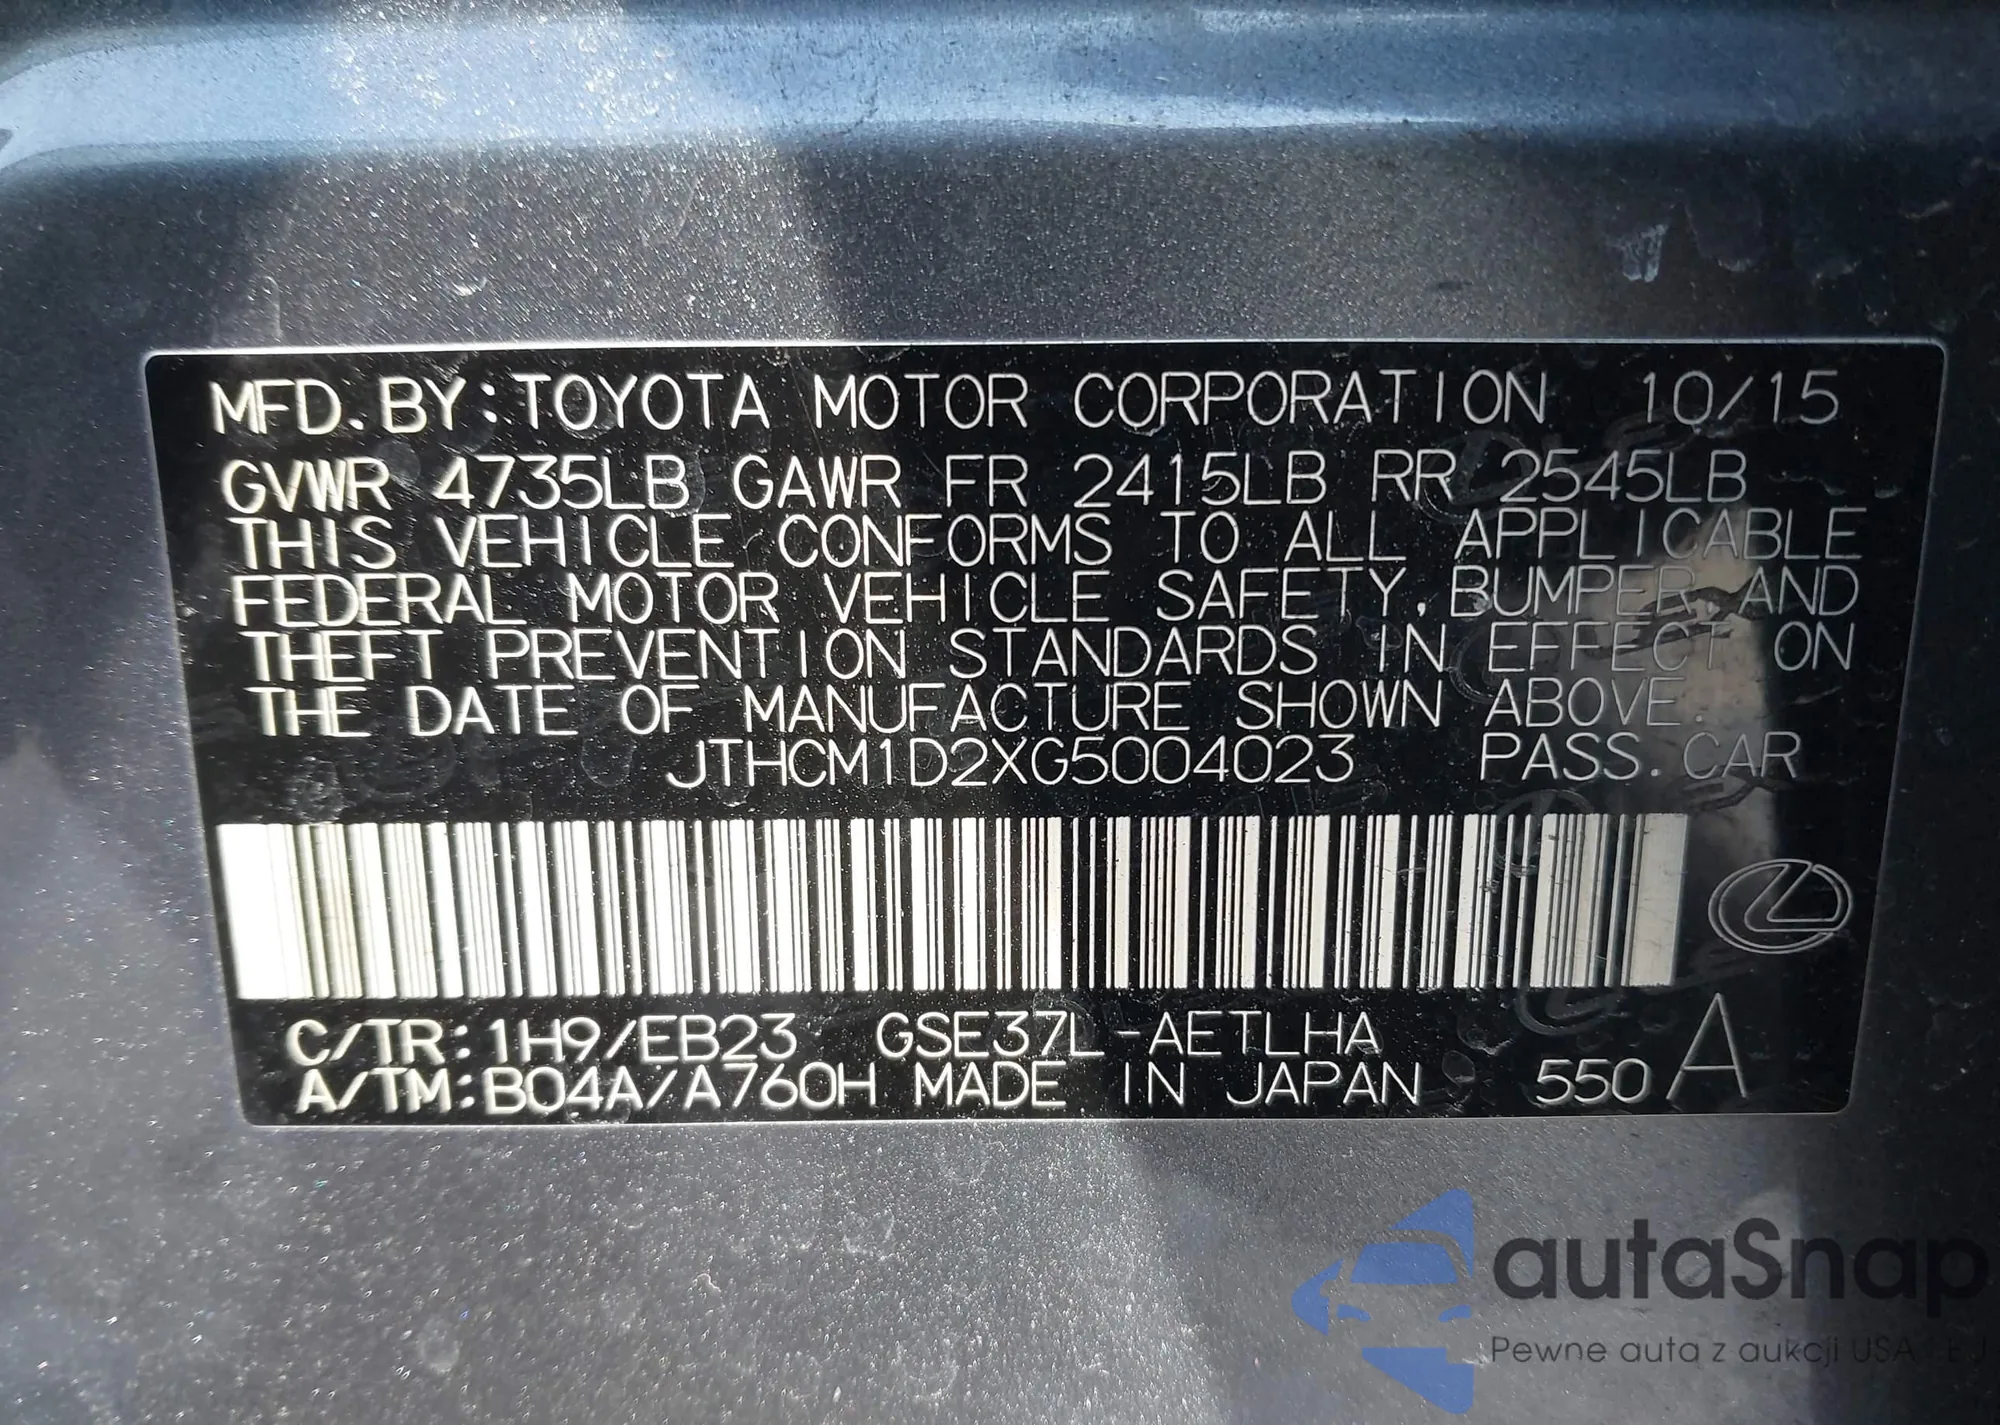 MFD. BY: TOYOTA MOTOR CORPORATION 10/15
GVWR 4735LB GAWR FR 2415LB RR 2545LB
THIS VEHICLE CONFORMS TO ALL APPLICABLE
FEDERAL MOTOR VEHICLE SAFETY, BUMPER, AND
THEFT PREVENTION STANDARDS IN EFFECT ON
THE DATE OF MANUFACTURE SHOWN ABOVE.
JTHCM1D2XG5004023 PASS. CAR
C/TR: 1H9/EB23 GSE37L-AETLHA
A/TM: B04A/A760H MADE IN JAPAN 550 A
autaSnap
Pewne auta z aukcji USA - EU